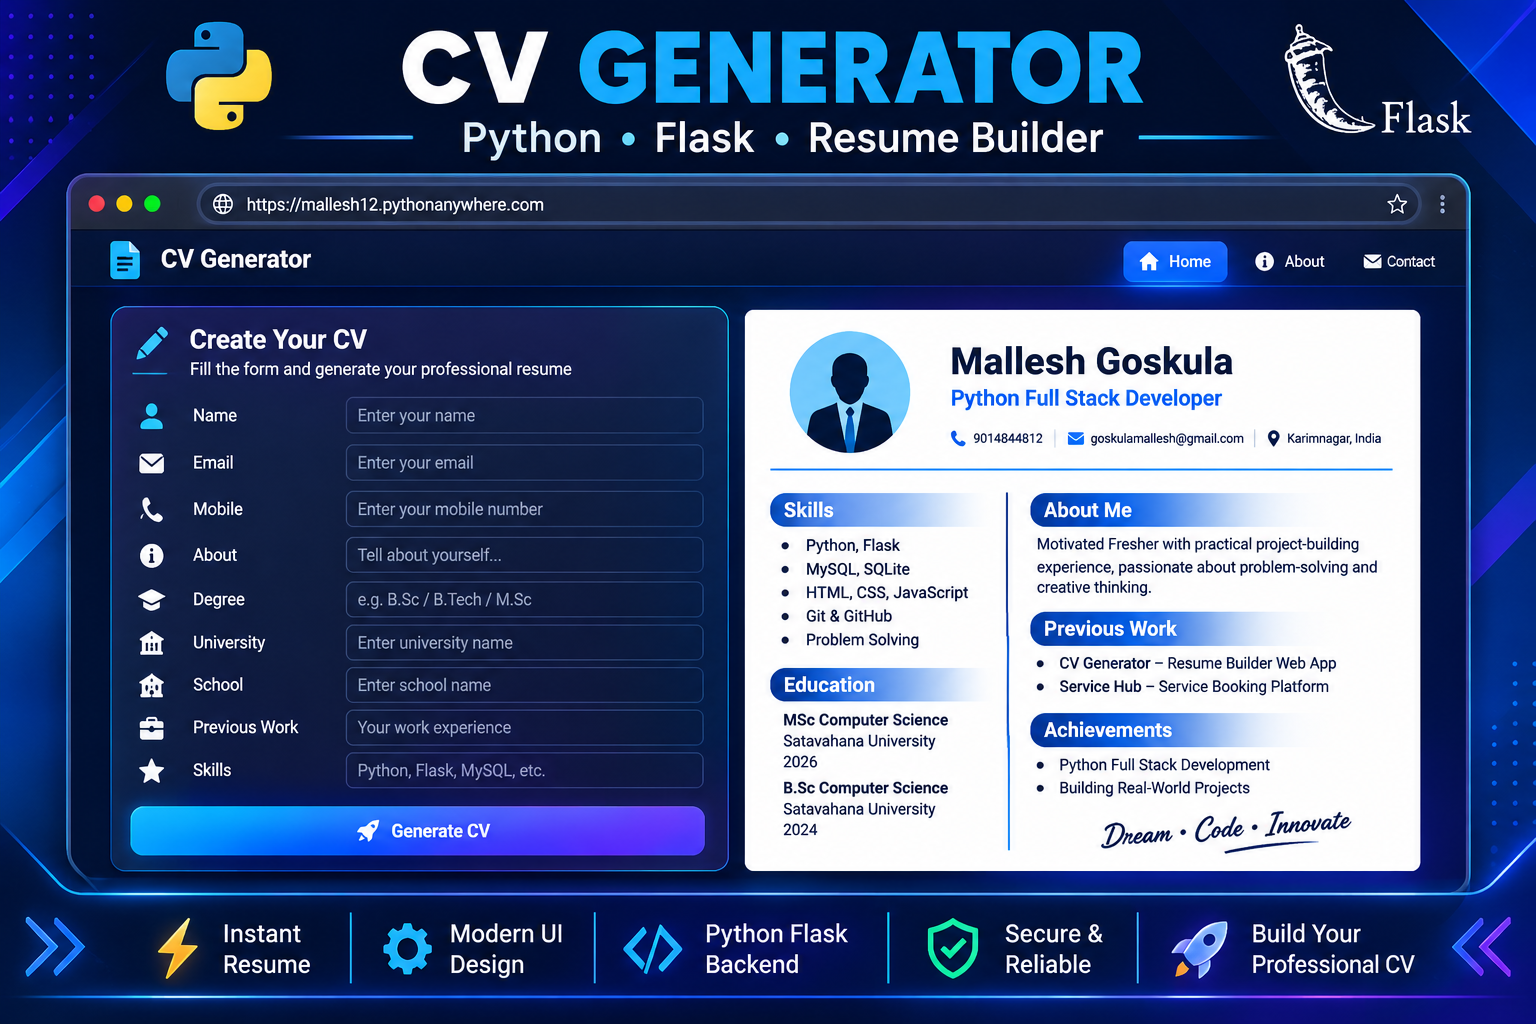 CV GENERATOR
Python • Flask • Resume Builder
Flask
https://mallesh12.pythonanywhere.com
CV Generator
Home
About
Contact
Create Your CV
Fill the form and generate your professional resume
Name
Enter your name
Email
Enter your email
Mobile
Enter your mobile number
About
Tell about yourself...
Degree
e.g. B.Sc / B.Tech / M.Sc
University
Enter university name
School
Enter school name
Previous Work
Your work experience
Skills
Python, Flask, MySQL, etc.
Generate CV
Mallesh Goskula
Python Full Stack Developer
9014844812
goskulamallesh@gmail.com
Karimnagar, India
Skills
• Python, Flask
• MySQL, SQLite
• HTML, CSS, JavaScript
• Git & GitHub
• Problem Solving
Education
MSc Computer Science
Satavahana University
2026
B.Sc Computer Science
Satavahana University
2024
About Me
Motivated Fresher with practical project-building
experience, passionate about problem-solving and
creative thinking.
Previous Work
• CV Generator – Resume Builder Web App
• Service Hub – Service Booking Platform
Achievements
• Python Full Stack Development
• Building Real-World Projects
Dream • Code • Innovate
Instant
Resume
Modern UI
Design
Python Flask
Backend
Secure &
Reliable
Build Your
Professional CV